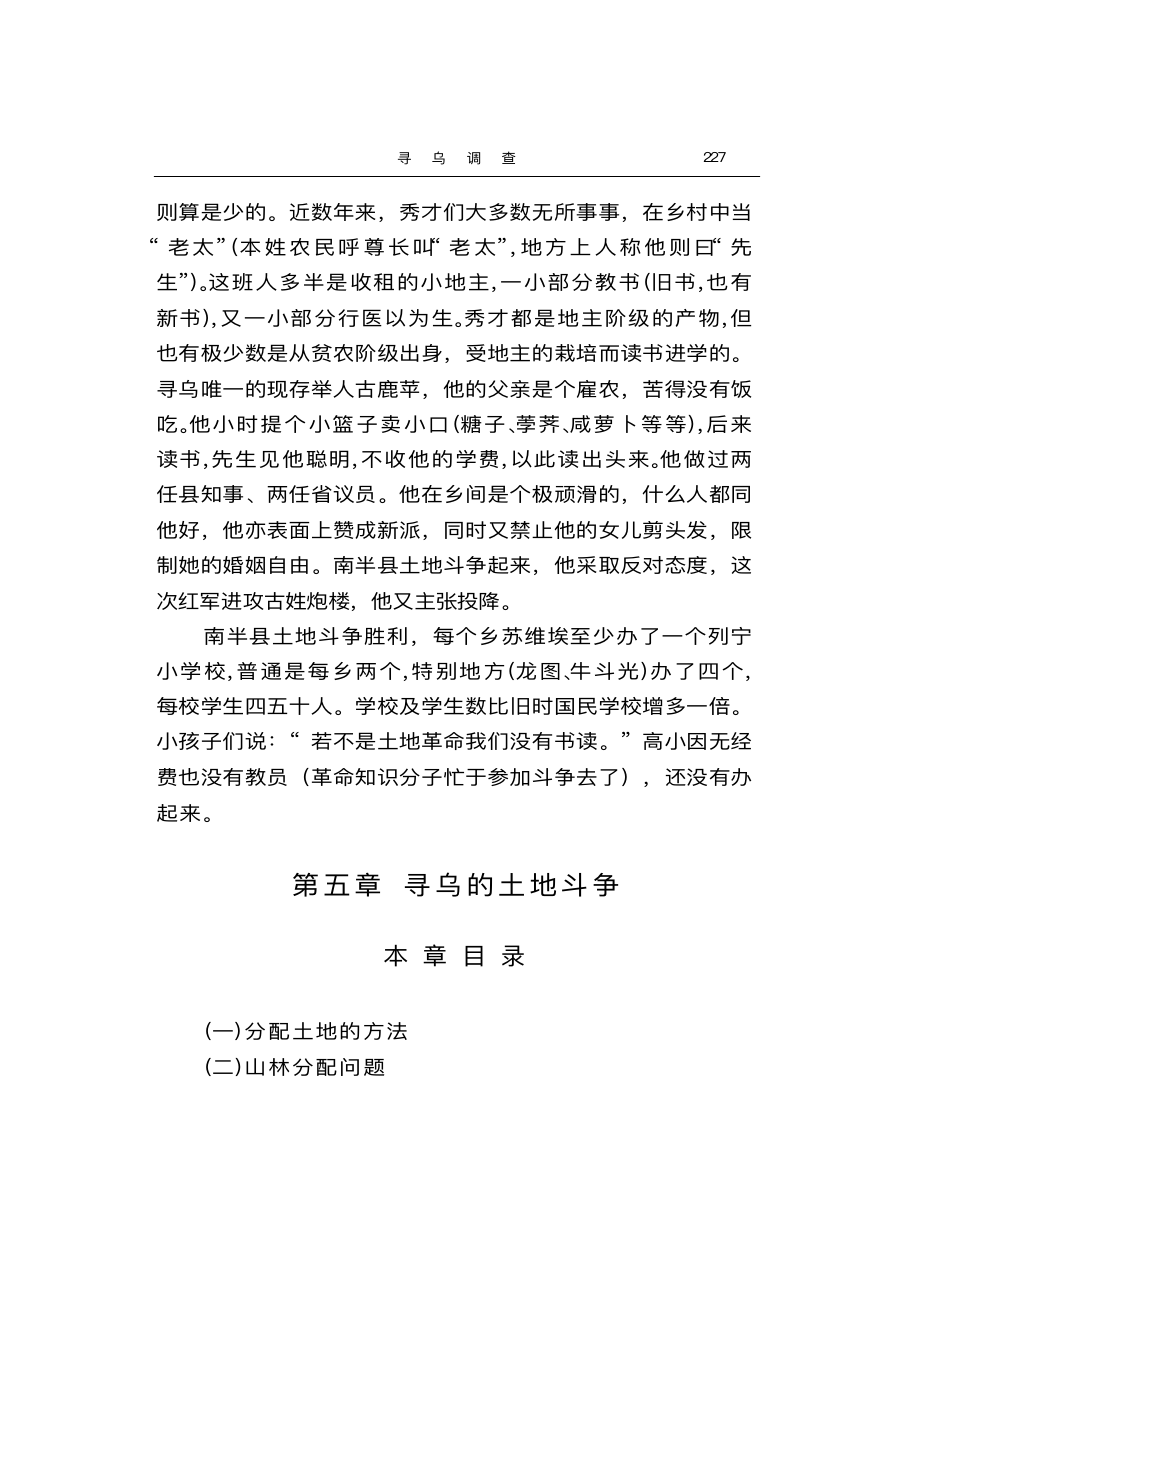 寻乌调查 227
则算是少的。近数年来，秀才们大多数无所事事，在乡村中当
“老太”(本姓农民呼尊长叫“老太”,地方上人称他则曰“先
生”)。这班人多半是收租的小地主,一小部分教书(旧书,也有
新书),又一小部分行医以为生。秀才都是地主阶级的产物,但
也有极少数是从贫农阶级出身，受地主的栽培而读书进学的。
寻乌唯一的现存举人古鹿苹，他的父亲是个雇农，苦得没有饭
吃。他小时提个小篮子卖小口(糖子、荸荠、咸萝卜等等),后来
读书,先生见他聪明,不收他的学费,以此读出头来。他做过两
任县知事、两任省议员。他在乡间是个极顽滑的，什么人都同
他好，他亦表面上赞成新派，同时又禁止他的女儿剪头发，限
制她的婚姻自由。南半县土地斗争起来，他采取反对态度，这
次红军进攻古姓炮楼，他又主张投降。
南半县土地斗争胜利，每个乡苏维埃至少办了一个列宁
小学校,普通是每乡两个,特别地方(龙图、牛斗光)办了四个,
每校学生四五十人。学校及学生数比旧时国民学校增多一倍。
小孩子们说：“若不是土地革命我们没有书读。”高小因无经
费也没有教员（革命知识分子忙于参加斗争去了），还没有办
起来。
第五章 寻乌的土地斗争
本章目录
(一)分配土地的方法
(二)山林分配问题